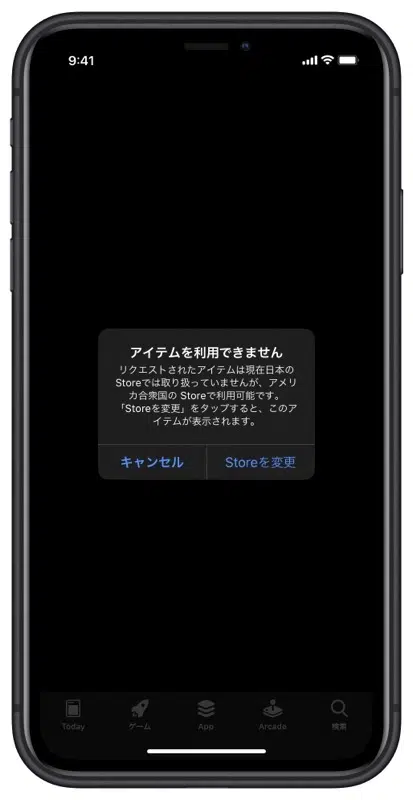 9:41
アイテムを利用できません
リクエストされたアイテムは現在日本の
Storeでは取り扱っていませんが、アメリ
カ合衆国の Storeで利用可能です。
「Storeを変更」をタップすると、このア
イテムが表示されます。
キャンセル
Storeを変更
Today
ゲーム
App
Arcade
検索